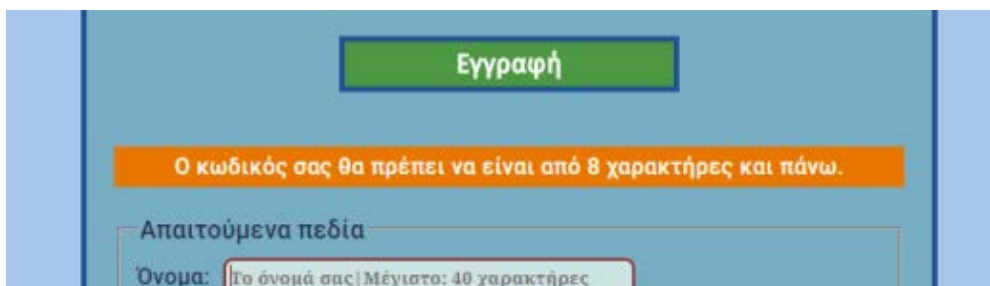 Εγγραφή
Ο κωδικός σας θα πρέπει να είναι από 8 χαρακτήρες και πάνω.
Απαιτούμενα πεδία
Όνομα: Το όνομά σας|Μέγιστο: 40 χαρακτήρες